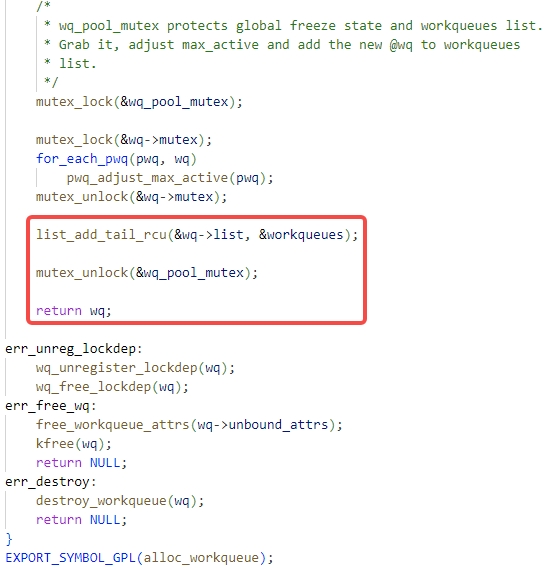 /*
 * wq_pool_mutex protects global freeze state and workqueues list.
 * Grab it, adjust max_active and add the new @wq to workqueues
 * list.
 */
mutex_lock(&wq_pool_mutex);
mutex_lock(&wq->mutex);
for_each_pwq(pwq, wq)
pwq_adjust_max_active(pwq);
mutex_unlock(&wq->mutex);
list_add_tail_rcu(&wq->list, &workqueues);
mutex_unlock(&wq_pool_mutex);
return wq;
err_unreg_lockdep:
wq_unregister_lockdep(wq);
wq_free_lockdep(wq);
err_free_wq:
free_workqueue_attrs(wq->unbound_attrs);
kfree(wq);
return NULL;
err_destroy:
destroy_workqueue(wq);
return NULL;
}
EXPORT_SYMBOL_GPL(alloc_workqueue);